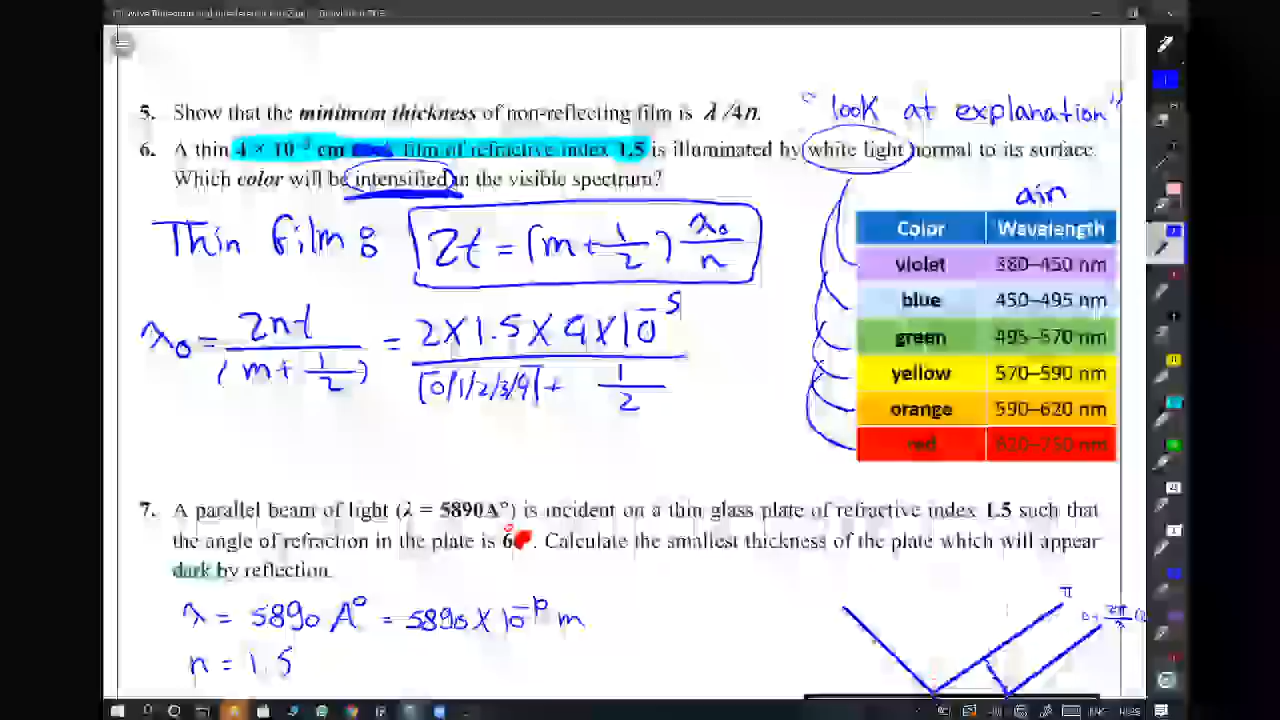 5. Show that the minimum thickness of non-reflecting film is λ/4n.
"look at explanation"
6. A thin 4 × 10⁻⁵ cm film of refractive index 1.5 is illuminated by white light normal to its surface.
Which color will be intensified in the visible spectrum?
Thin film : 2t = (m + 1/2) λ₀/n
λ₀ = 2nt / (m + 1/2) = 2 × 1.5 × 4 × 10⁻⁵ / [0/1/2/3/4] + 1/2
air
Color Wavelength
violet 380–450 nm
blue 450–495 nm
green 495–570 nm
yellow 570–590 nm
orange 590–620 nm
red 620–750 nm
7. A parallel beam of light (λ = 5890A°) is incident on a thin glass plate of refractive index 1.5 such that
the angle of refraction in the plate is 6 . Calculate the smallest thickness of the plate which will appear
dark by reflection.
λ = 5890 A° = 5890 × 10⁻¹⁰ m
n = 1.5
π